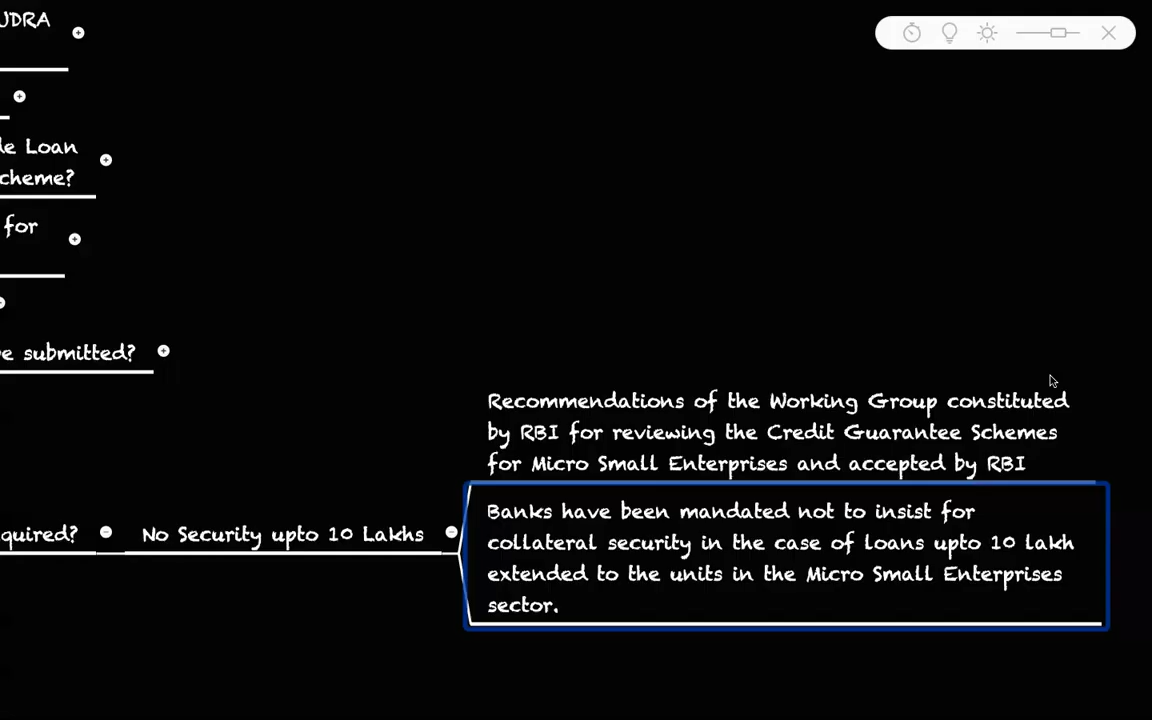 de Loan
cheme?
for
submitted?
Recommendations of the Working Group constituted
by RBI for reviewing the Credit Guarantee Schemes
for Micro Small Enterprises and accepted by RBI
Banks have been mandated not to insist for
collateral security in the case of loans upto 10 lakh
extended to the units in the Micro Small Enterprises
sector.
quired? No Security upto 10 Lakhs